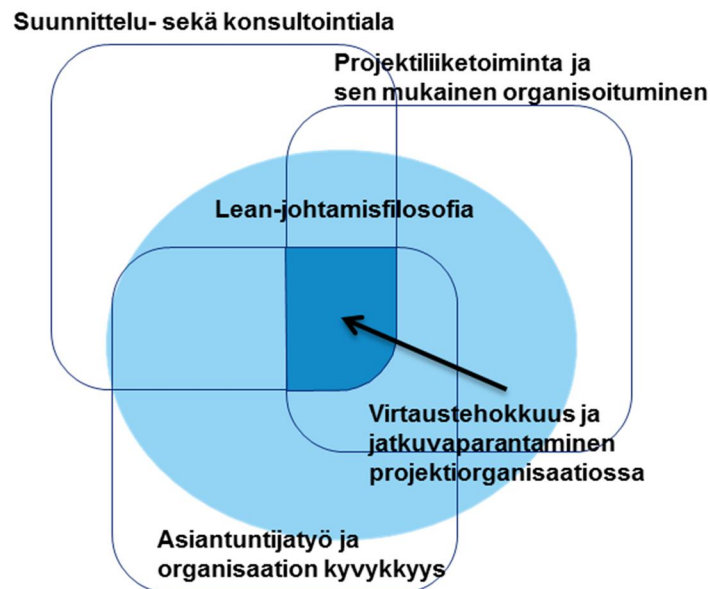 Suunnittelu- sekä konsultointiala
Projektiliiketoiminta ja
sen mukainen organisoituminen
Lean-johtamisfilosofia
Virtaustehokkuus ja
jatkuvaparantaminen
projektiorganisaatiossa
Asiantuntijatyö ja
organisaation kyvykkyys